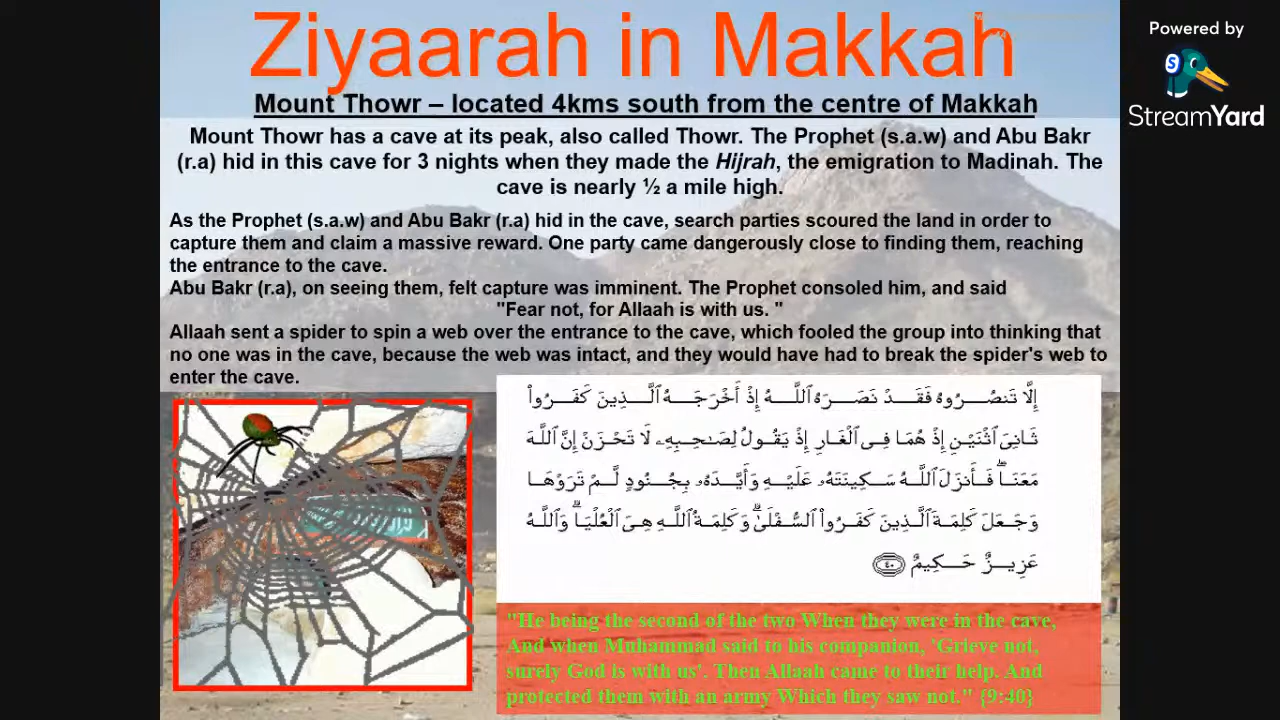 Ziyaarah in Makkah
Powered by
StreamYard
Mount Thowr – located 4kms south from the centre of Makkah
Mount Thowr has a cave at its peak, also called Thowr. The Prophet (s.a.w) and Abu Bakr
(r.a) hid in this cave for 3 nights when they made the Hijrah, the emigration to Madinah. The
cave is nearly ½ a mile high.
As the Prophet (s.a.w) and Abu Bakr (r.a) hid in the cave, search parties scoured the land in order to
capture them and claim a massive reward. One party came dangerously close to finding them, reaching
the entrance to the cave.
Abu Bakr (r.a), on seeing them, felt capture was imminent. The Prophet consoled him, and said
"Fear not, for Allaah is with us. "
Allaah sent a spider to spin a web over the entrance to the cave, which fooled the group into thinking that
no one was in the cave, because the web was intact, and they would have had to break the spider's web to
enter the cave.
إِلَّا تَنصُرُوهُ فَقَدْ نَصَرَهُ ٱللَّهُ إِذْ أَخْرَجَهُ ٱلَّذِينَ كَفَرُوا۟
ثَانِىَ ٱثْنَيْنِ إِذْ هُمَا فِى ٱلْغَارِ إِذْ يَقُولُ لِصَـٰحِبِهِۦ لَا تَحْزَنْ إِنَّ ٱللَّهَ
مَعَنَا ۖ فَأَنزَلَ ٱللَّهُ سَكِينَتَهُۥ عَلَيْهِ وَأَيَّدَهُۥ بِجُنُودٍ لَّمْ تَرَوْهَا
وَجَعَلَ كَلِمَةَ ٱلَّذِينَ كَفَرُوا۟ ٱلسُّفْلَىٰ ۗ وَكَلِمَةُ ٱللَّهِ هِىَ ٱلْعُلْيَا ۗ وَٱللَّهُ
عَزِيزٌ حَكِيمٌ ٤٠
"He being the second of the two When they were in the cave,
And when Muhammad said to his companion, 'Grieve not,
surely God is with us'. Then Allaah came to their help. And
protected them with an army Which they saw not." {9:40}